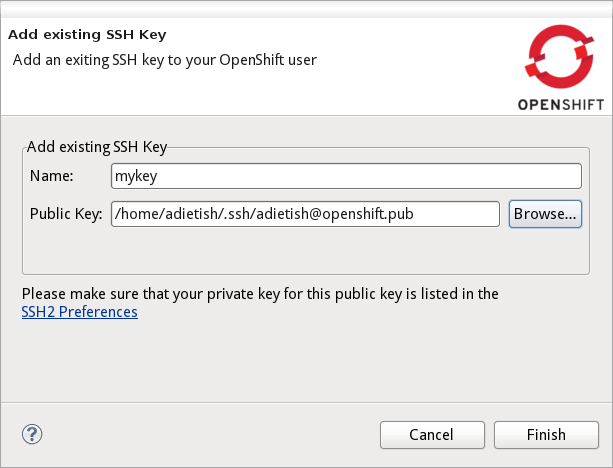 Add existing SSH Key
Add an exiting SSH key to your OpenShift user
OPENSHIFT
Add existing SSH Key
Name: mykey
Public Key: /home/adietish/.ssh/adietish@openshift.pub Browse...
Please make sure that your private key for this public key is listed in the
SSH2 Preferences
? Cancel Finish